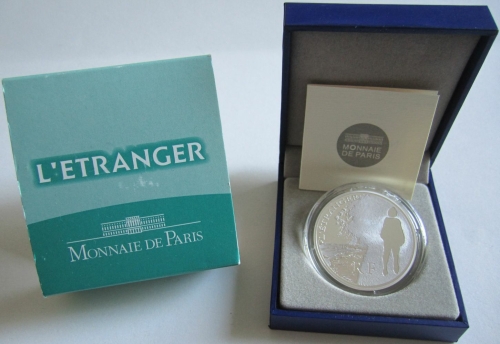 L'ETRANGER
MONNAIE DE PARIS
MONNAIE
DE PARIS